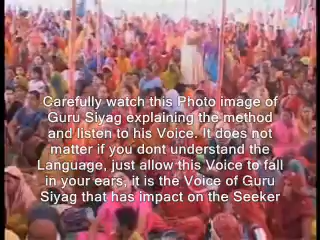 Carefully watch this Photo image of
Guru Siyag explaining the method
and listen to his Voice. It does not
matter if you dont understand the
Language, just allow this Voice to fall
in your ears, it is the Voice of Guru
Siyag that has impact on the Seeker